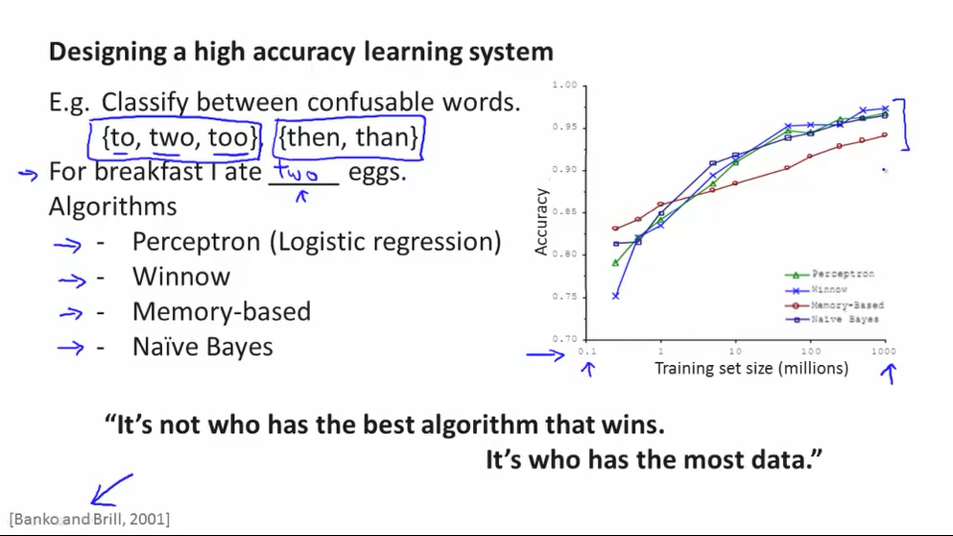 Designing a high accuracy learning system
E.g. Classify between confusable words.
{to, two, too}, {then, than}
For breakfast I ate two eggs.
Algorithms
- Perceptron (Logistic regression)
- Winnow
- Memory-based
- Naïve Bayes
1.00
0.95
0.90
0.85
0.80
0.75
0.70
Accuracy
Perceptron
Winnow
Memory-Based
Naïve Bayes
0.1 1 10 100 1000
Training set size (millions)
“It’s not who has the best algorithm that wins.
It’s who has the most data.”
[Banko and Brill, 2001]